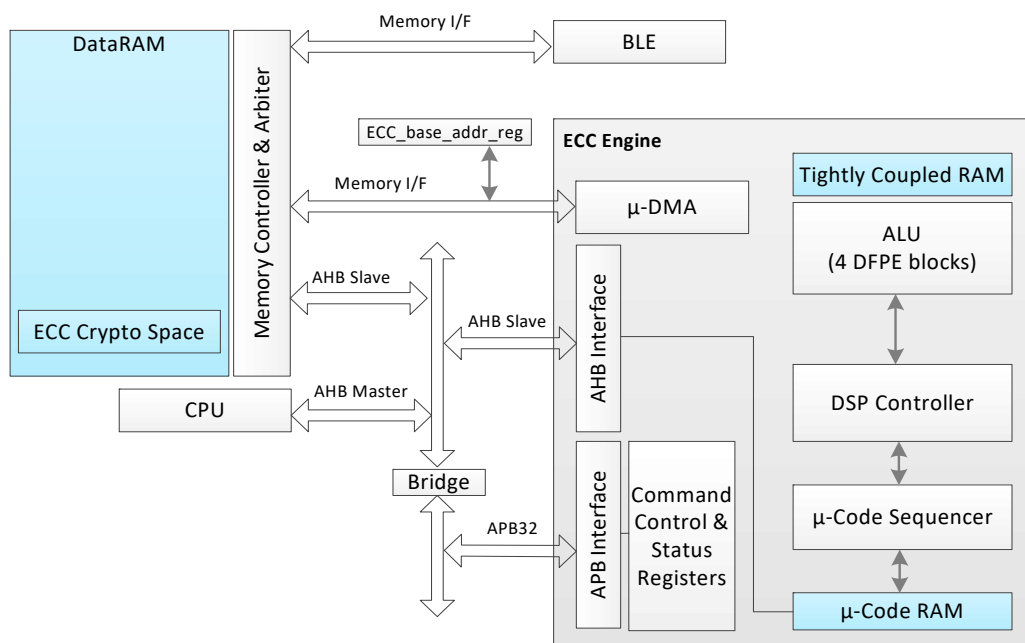 DataRAM
Memory Controller & Arbiter
Memory I/F
BLE
ECC_base_addr_reg
ECC Engine
Memory I/F
μ-DMA
Tightly Coupled RAM
ALU
(4 DFPE blocks)
AHB Slave
AHB Slave
AHB Interface
ECC Crypto Space
CPU
AHB Master
DSP Controller
Bridge
APB32
APB Interface
Command
Control &
Status
Registers
μ-Code Sequencer
μ-Code RAM